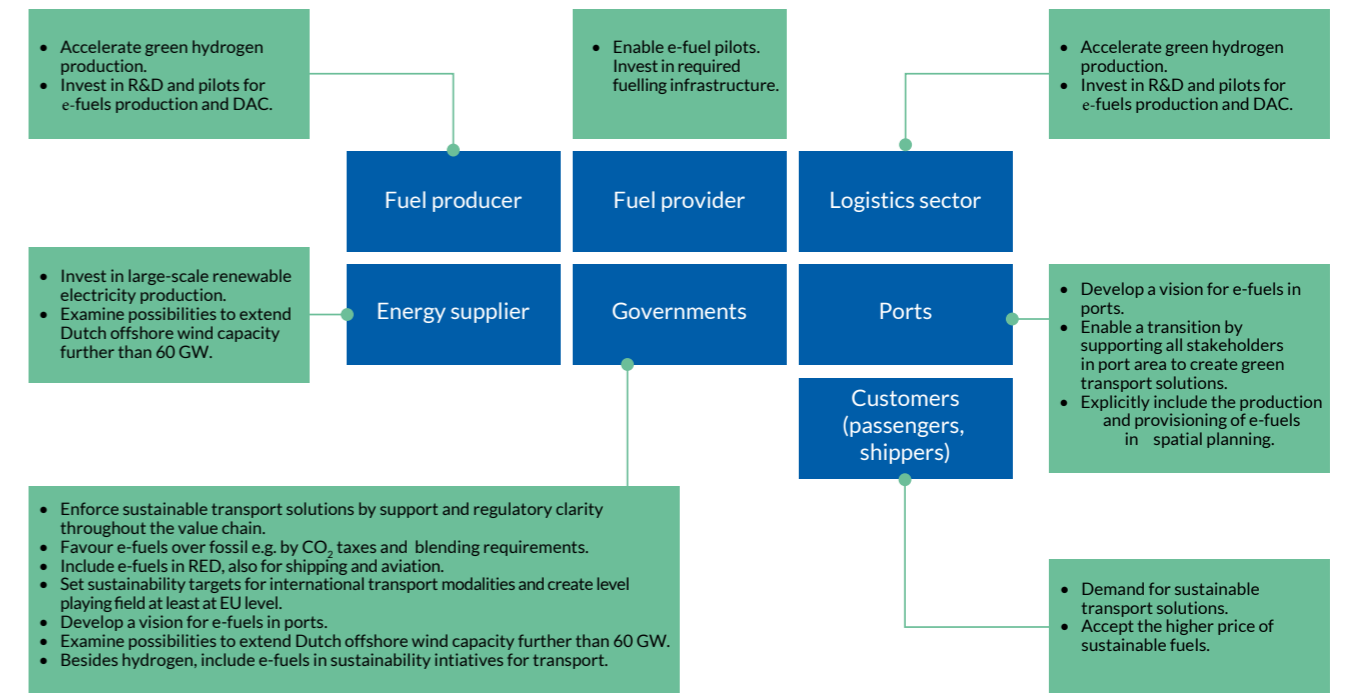 • Accelerate green hydrogen
production.
• Invest in R&D and pilots for
e-fuels production and DAC.
• Enable e-fuel pilots.
Invest in required
fuelling infrastructure.
• Accelerate green hydrogen
production.
• Invest in R&D and pilots for
e-fuels production and DAC.
Fuel producer
Fuel provider
Logistics sector
• Invest in large-scale renewable
electricity production.
• Examine possibilities to extend
Dutch offshore wind capacity
further than 60 GW.
Energy supplier
Governments
Ports
• Develop a vision for e-fuels in
ports.
• Enable a transition by
supporting all stakeholders
in port area to create green
transport solutions.
• Explicitly include the production
and provisioning of e-fuels
in spatial planning.
Customers
(passengers,
shippers)
• Enforce sustainable transport solutions by support and regulatory clarity
throughout the value chain.
• Favour e-fuels over fossil e.g. by CO₂ taxes and blending requirements.
• Include e-fuels in RED, also for shipping and aviation.
• Set sustainability targets for international transport modalities and create level
playing field at least at EU level.
• Develop a vision for e-fuels in ports.
• Examine possibilities to extend Dutch offshore wind capacity further than 60 GW.
• Besides hydrogen, include e-fuels in sustainability intiatives for transport.
• Demand for sustainable
transport solutions.
• Accept the higher price of
sustainable fuels.